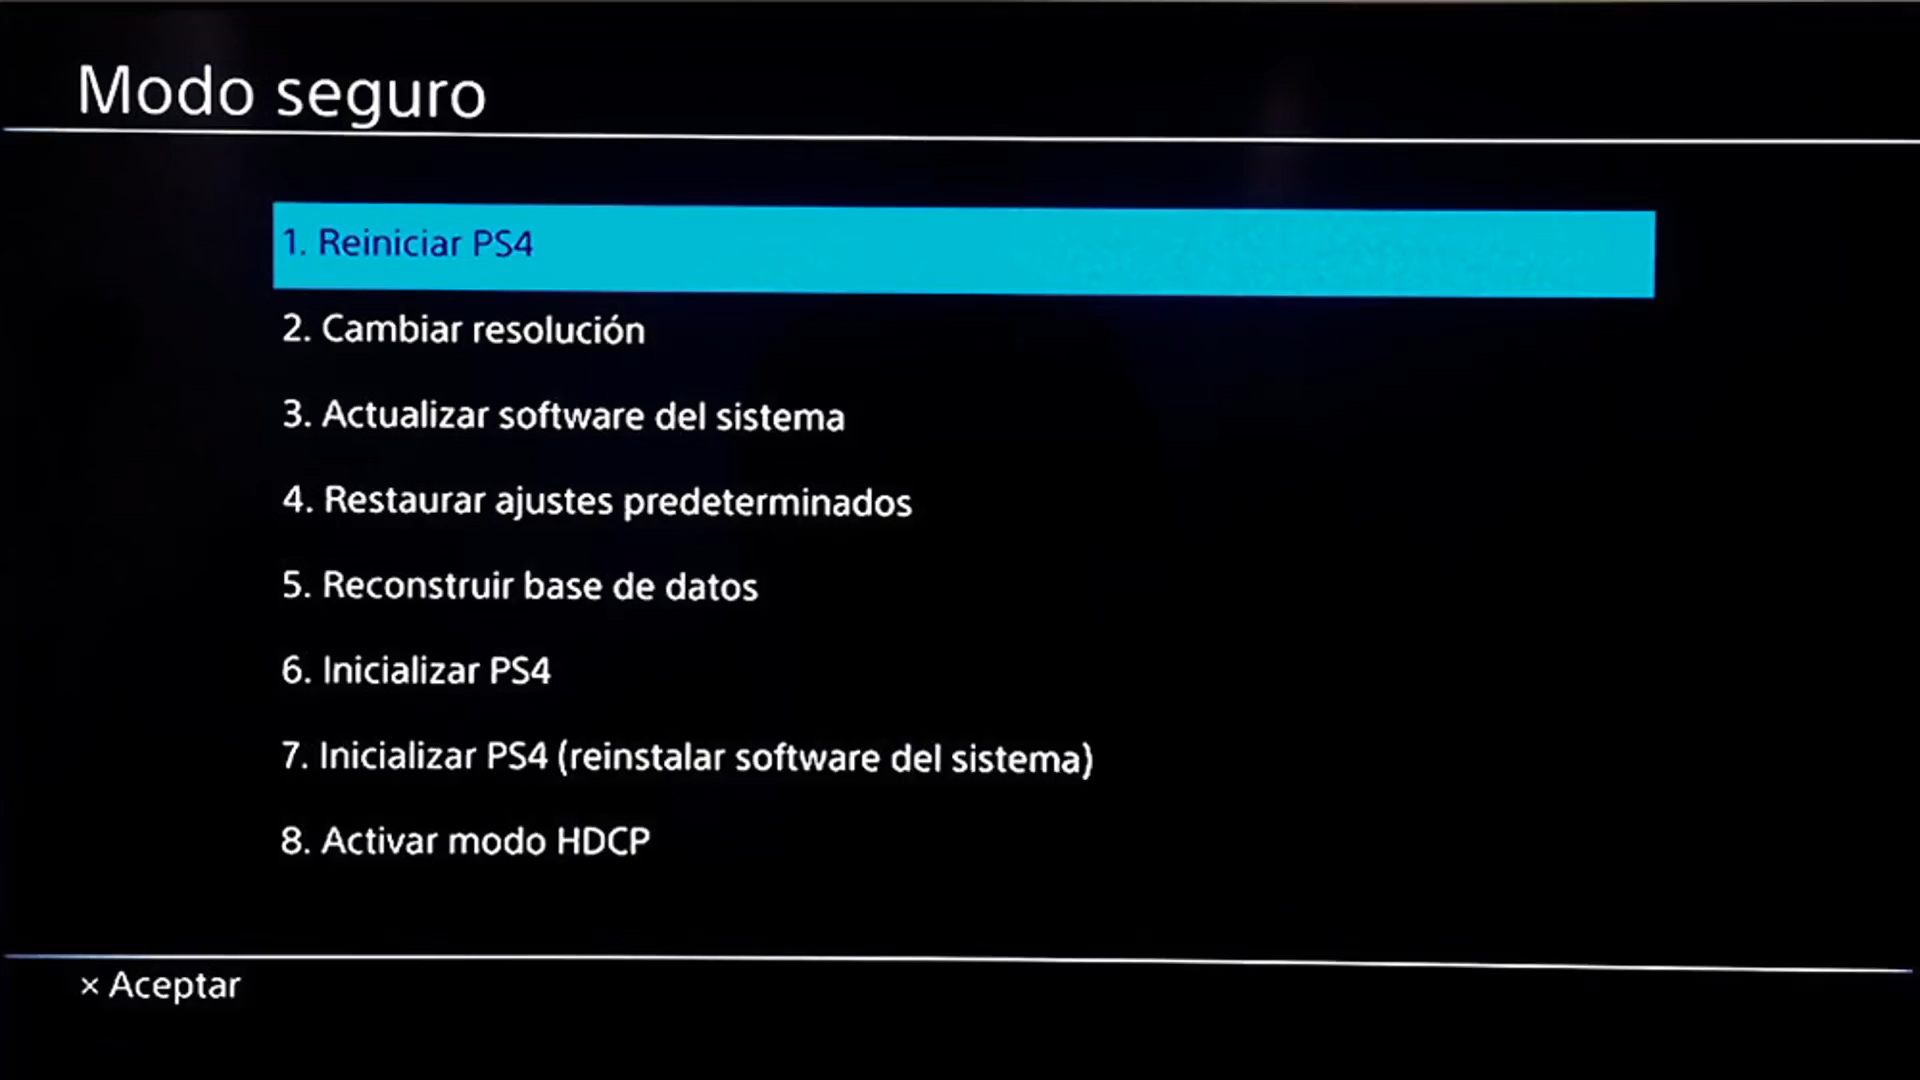 Modo seguro
1. Reiniciar PS4
2. Cambiar resolución
3. Actualizar software del sistema
4. Restaurar ajustes predeterminados
5. Reconstruir base de datos
6. Inicializar PS4
7. Inicializar PS4 (reinstalar software del sistema)
8. Activar modo HDCP
× Aceptar